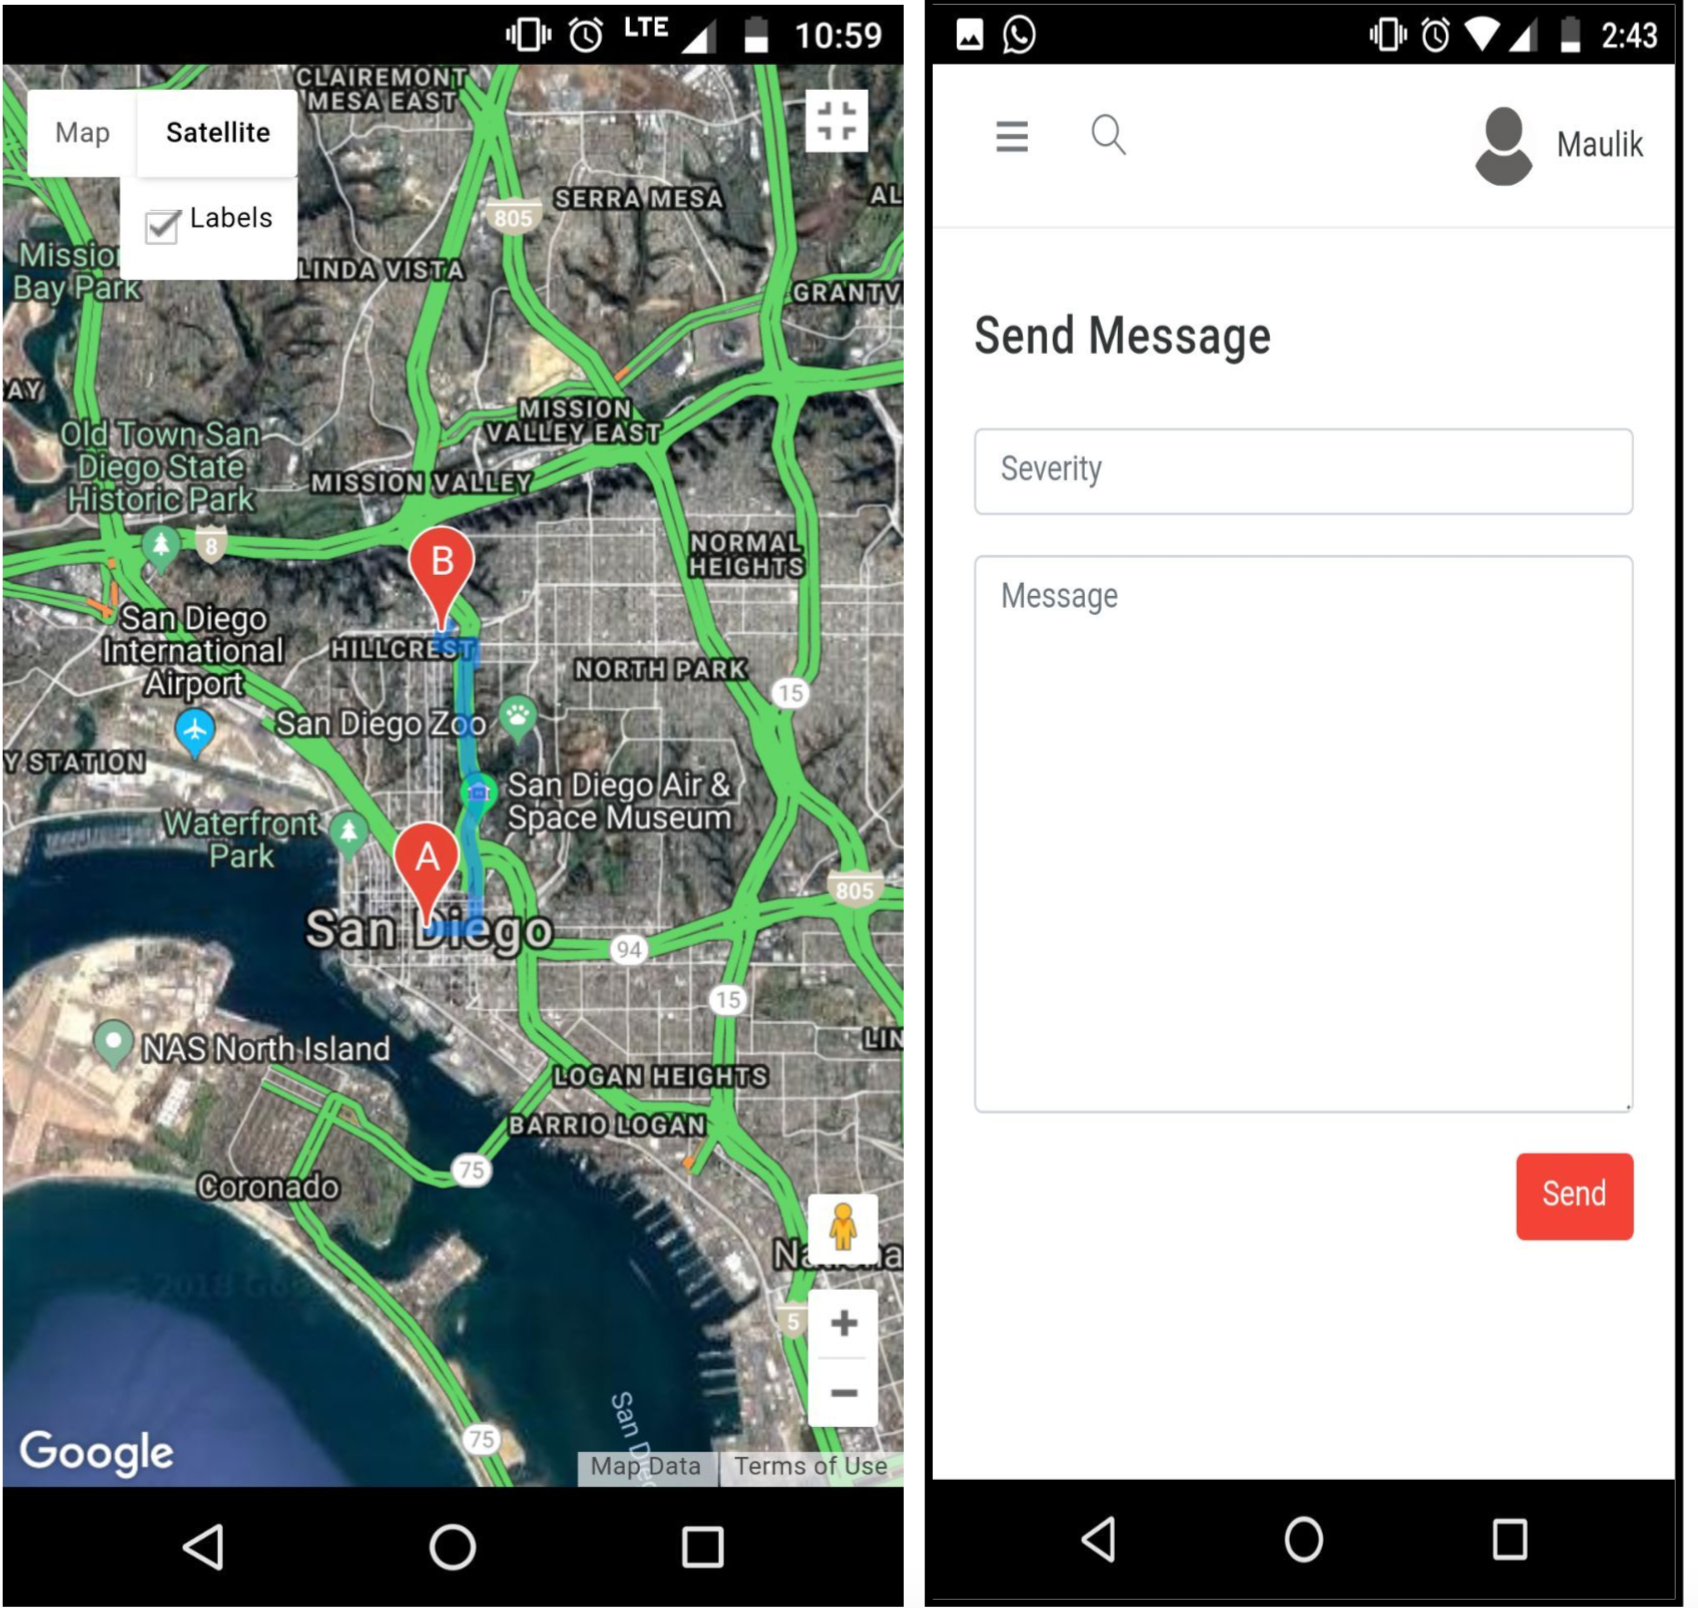 LTE 10:59
CLAIREMONT
MESA EAST
Map
Satellite
Labels
805
SERRA MESA
AL
Mission
Bay Park
LINDA VISTA
GRANTV
AY
MISSION
VALLEY EAST
Old Town San
Diego State
Historic Park
MISSION VALLEY
8
B
NORMAL
HEIGHTS
San Diego
International
Airport
HILLCREST
NORTH PARK
15
San Diego Zoo
Y STATION
San Diego Air &
Space Museum
Waterfront
Park
A
805
San Diego
94
15
NAS North Island
LIN
LOGAN HEIGHTS
BARRIO LOGAN
75
Coronado
Na
na
5
+
−
San Die
75
Google
Map Data
Terms of Use
2:43
Maulik
Send Message
Severity
Message
Send